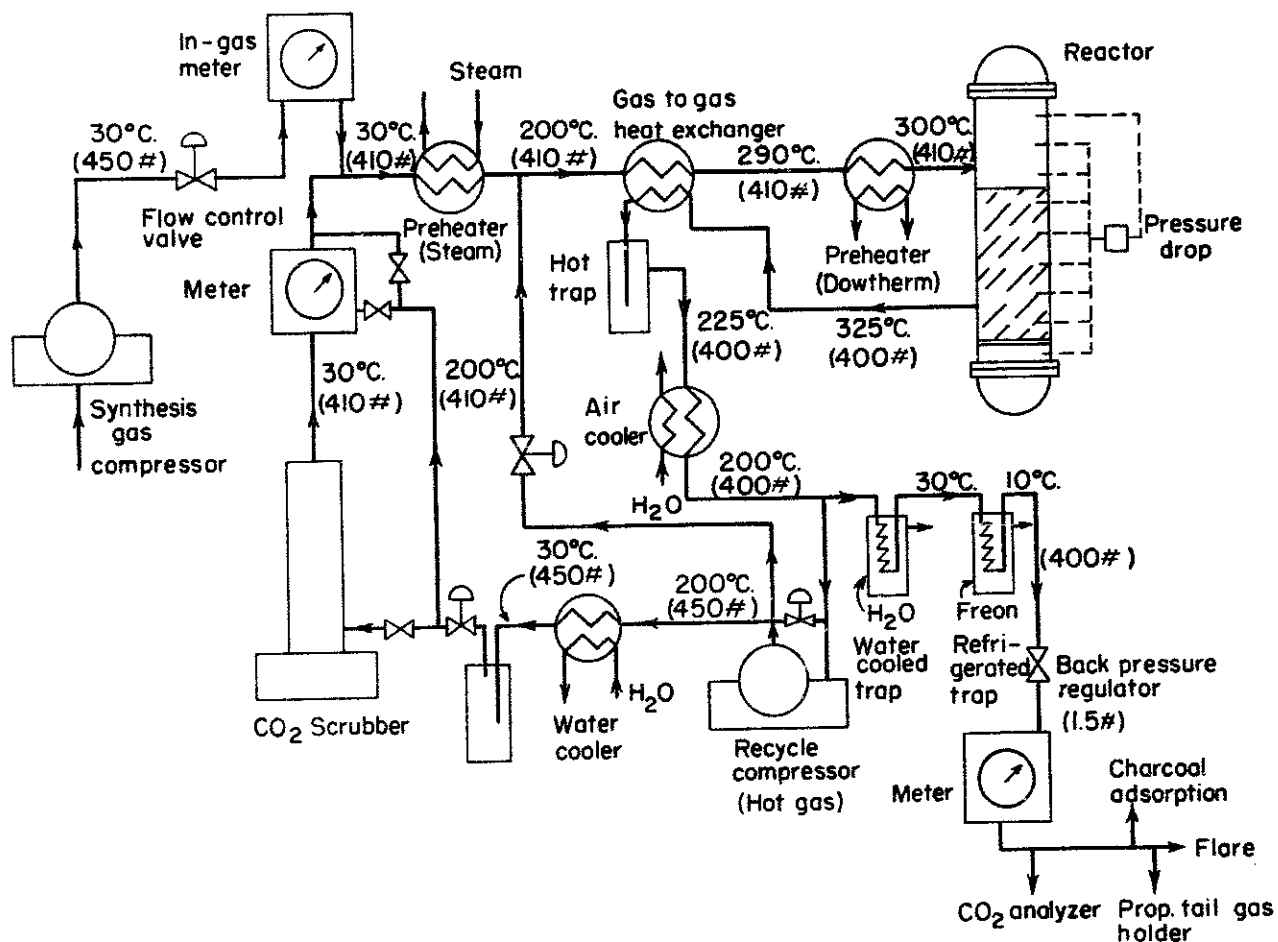 In-gas
meter
Steam
Reactor
30°C.
(450#)
30°C.
(410#)
200°C.
(410#)
Gas to gas
heat exchanger
290°C.
(410#)
300°C.
(410#)
Flow control
valve
Preheater
(Steam)
Hot
trap
Preheater
(Dowtherm)
Pressure
drop
Meter
225°C.
(400#)
325°C.
(400#)
30°C.
(410#)
200°C.
(410#)
Synthesis
gas
compressor
Air
cooler
H2O
200°C.
(400#)
30°C.
10°C.
(400#)
30°C.
(450#)
200°C.
(450#)
H2O
Water
cooled
trap
Freon
Refri-
gerated
trap
Back pressure
regulator
(1.5#)
CO2 Scrubber
Water
cooler
H2O
Recycle
compressor
(Hot gas)
Meter
Charcoal
adsorption
Flare
CO2 analyzer
Prop. tail gas
holder